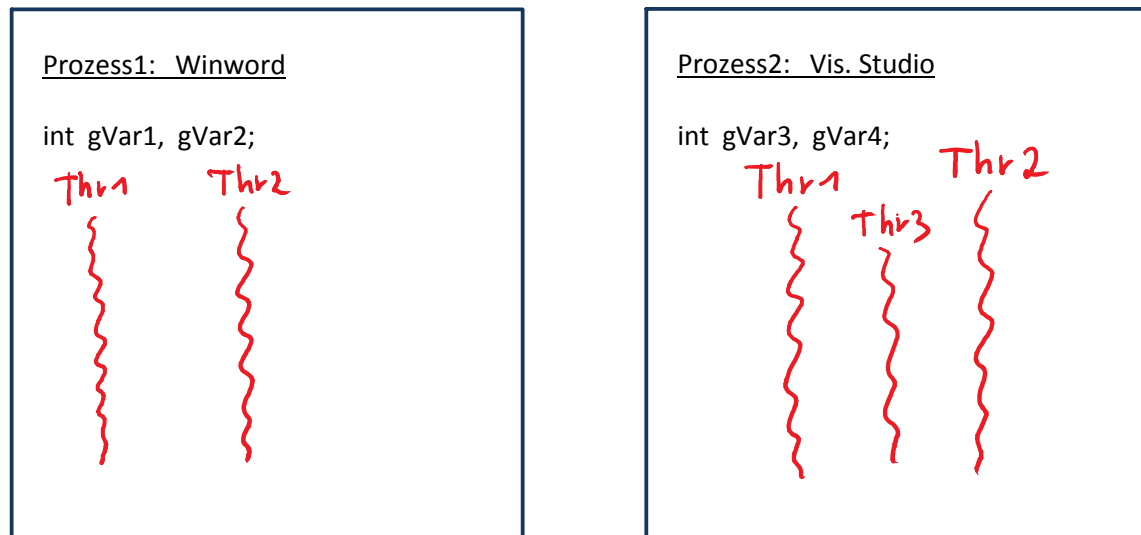 Prozess1: Winword
int gVar1, gVar2;
Thr1 Thr2
Prozess2: Vis. Studio
int gVar3, gVar4;
Thr1 Thr3 Thr2